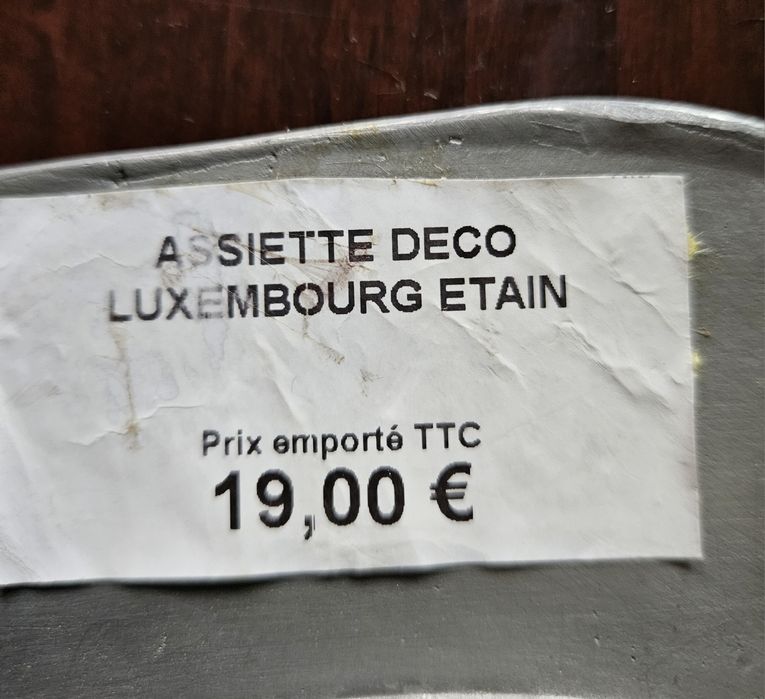 ASSIETTE DECO
LUXEMBOURG ETAIN
Prix emporté TTC
19,00 €